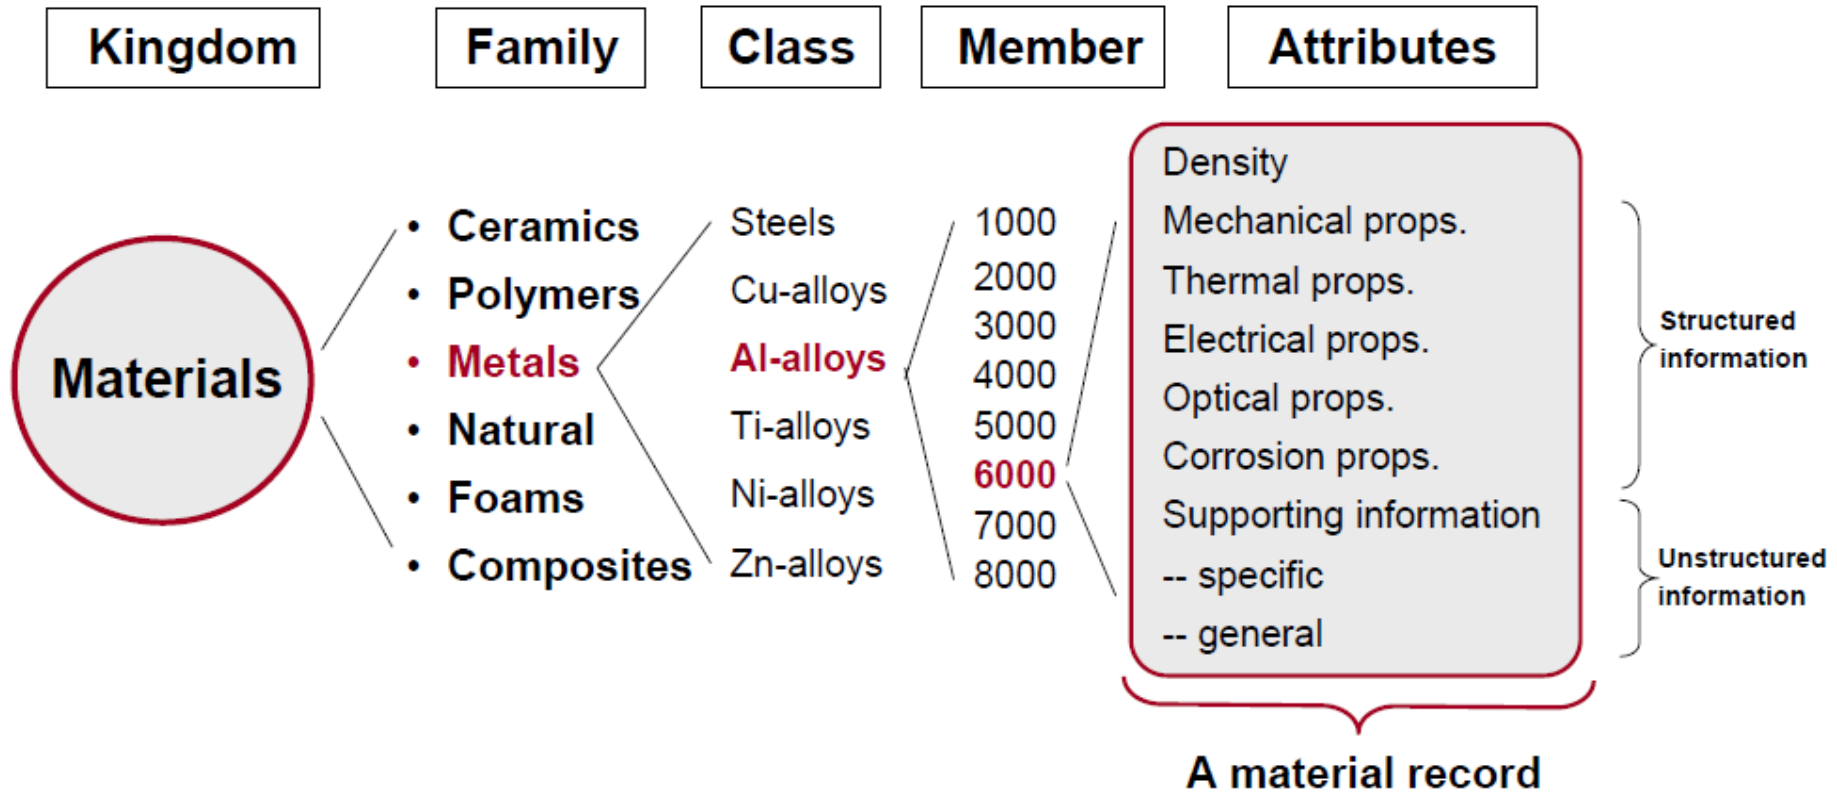 Kingdom
Family
Class
Member
Attributes
Materials
• Ceramics
• Polymers
• Metals
• Natural
• Foams
• Composites
Steels
Cu-alloys
Al-alloys
Ti-alloys
Ni-alloys
Zn-alloys
1000
2000
3000
4000
5000
6000
7000
8000
Density
Mechanical props.
Thermal props.
Electrical props.
Optical props.
Corrosion props.
Supporting information
-- specific
-- general
Structured
information
Unstructured
information
A material record